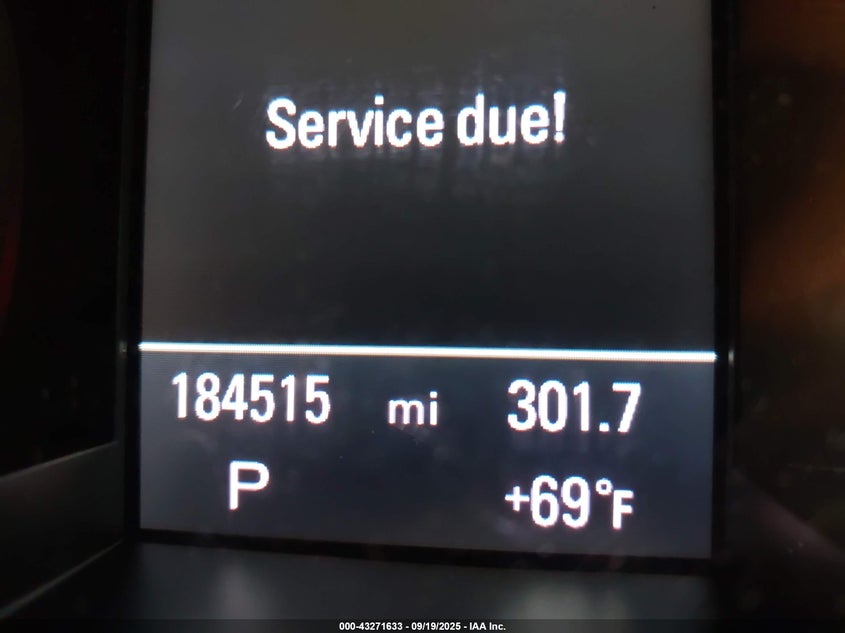 Service due!
184515 mi 301.7
P +69°F
000-43271633 - 09/19/2025 - IAA Inc.